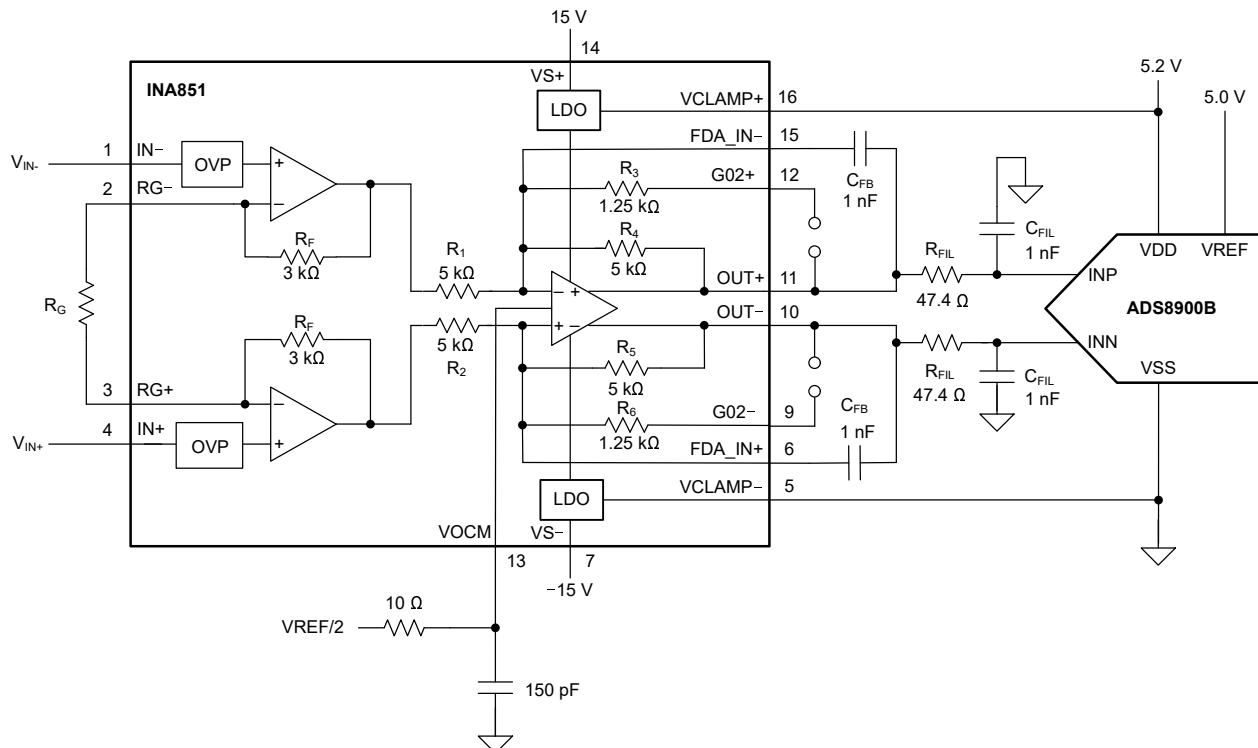 15 V
14
5.2 V
INA851
VS+
LDO
VCLAMP+
16
5.0 V
FDA_IN−
15
1
IN−
VIN-
OVP
+
−
2
RG−
R3
1.25 kΩ
G02+
12
CFB
1 nF
RF
3 kΩ
R4
5 kΩ
CFIL
1 nF
VDD
VREF
R1
5 kΩ
OUT+
11
RFIL
47.4 Ω
INP
RG
− +
+ −
ADS8900B
OUT−
10
RF
3 kΩ
5 kΩ
R2
R5
5 kΩ
INN
RFIL
47.4 Ω
CFIL
1 nF
VSS
3
RG+
−
+
R6
1.25 kΩ
G02−
9
CFB
1 nF
4
IN+
VIN+
OVP
FDA_IN+
6
LDO
VCLAMP−
5
VOCM
VS−
13
7
−15 V
10 Ω
VREF/2
150 pF